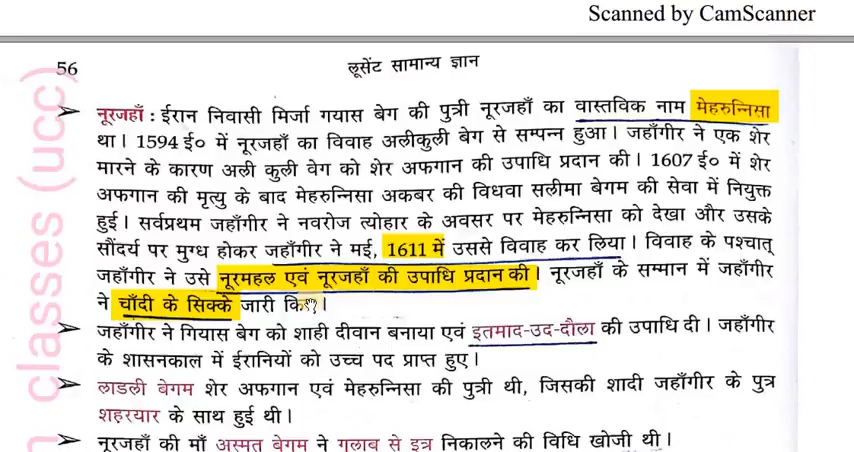 Scanned by CamScanner
56
लूसेंट सामान्य ज्ञान
➤ नूरजहाँ : ईरान निवासी मिर्जा गयास बेग की पुत्री नूरजहाँ का वास्तविक नाम मेहरुन्निसा
था। 1594 ई० में नूरजहाँ का विवाह अलीकुली बेग से सम्पन्न हुआ। जहाँगीर ने एक शेर
मारने के कारण अली कुली वेग को शेर अफगान की उपाधि प्रदान की। 1607 ई० में शेर
अफगान की मृत्यु के बाद मेहरुन्निसा अकबर की विधवा सलीमा बेगम की सेवा में नियुक्त
हुई। सर्वप्रथम जहाँगीर ने नवरोज त्योहार के अवसर पर मेहरुन्निसा को देखा और उसके
सौंदर्य पर मुग्ध होकर जहाँगीर ने मई, 1611 में उससे विवाह कर लिया। विवाह के पश्चात्
जहाँगीर ने उसे नूरमहल एवं नूरजहाँ की उपाधि प्रदान की। नूरजहाँ के सम्मान में जहाँगीर
ने चाँदी के सिक्के जारी
➤ जहाँगीर ने गियास बेग को शाही दीवान बनाया एवं इतमाद-उद-दौला की उपाधि दी। जहाँगीर
के शासनकाल में ईरानियों को उच्च पद प्राप्त हुए।
➤ लाडली बेगम शेर अफगान एवं मेहरुन्निसा की पुत्री थी, जिसकी शादी जहाँगीर के पुत्र
शहरयार के साथ हुई थी।
➤ नूरजहाँ की माँ अस्मत बेगम ने गुलाब से इत्र निकालने की विधि खोजी थी।
classes (ucc)